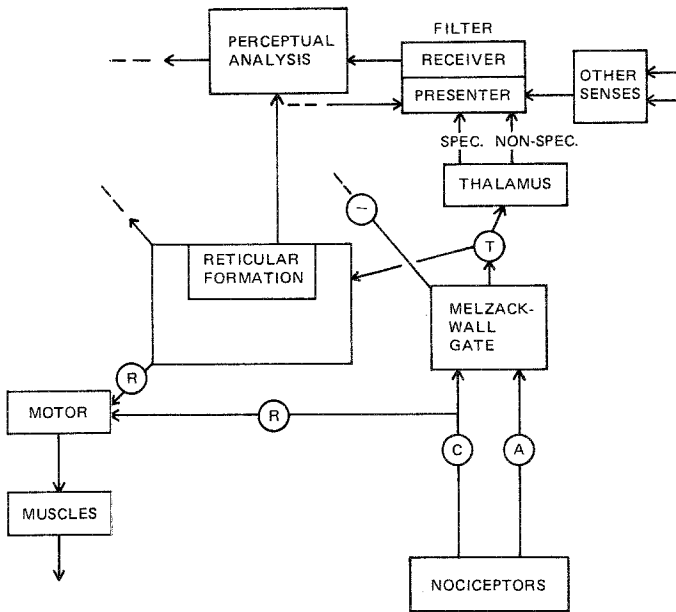 FILTER
PERCEPTUAL
ANALYSIS
RECEIVER
PRESENTER
OTHER
SENSES
SPEC. NON-SPEC.
THALAMUS
–
T
RETICULAR
FORMATION
MELZACK-
WALL
GATE
R
MOTOR
R
C
A
MUSCLES
NOCICEPTORS